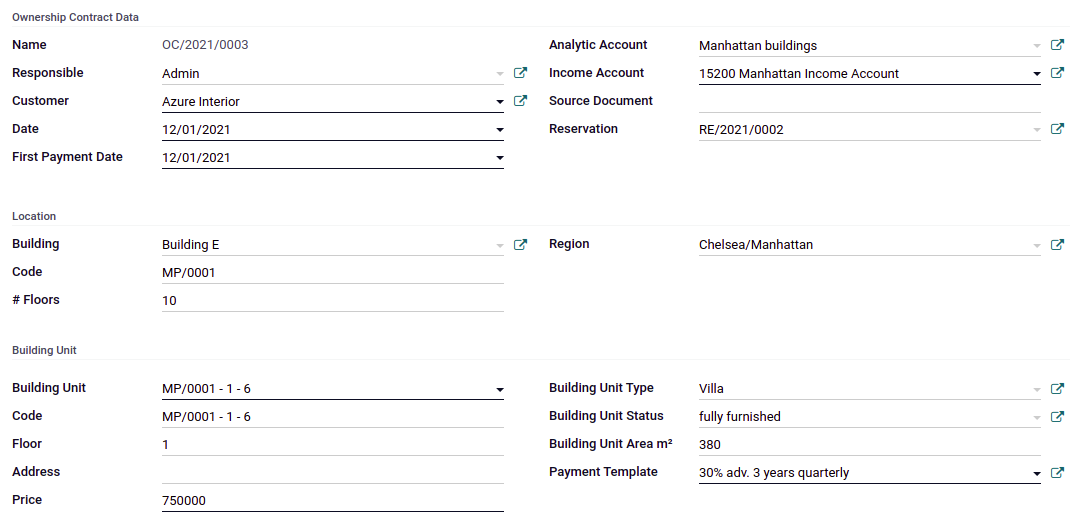 Ownership Contract Data
Name OC/2021/0003 Analytic Account Manhattan buildings
Responsible Admin Income Account 15200 Manhattan Income Account
Customer Azure Interior Source Document
Date 12/01/2021 Reservation RE/2021/0002
First Payment Date 12/01/2021
Location
Building Building E Region Chelsea/Manhattan
Code MP/0001
# Floors 10
Building Unit
Building Unit MP/0001 - 1 - 6 Building Unit Type Villa
Code MP/0001 - 1 - 6 Building Unit Status fully furnished
Floor 1 Building Unit Area m² 380
Address Payment Template 30% adv. 3 years quarterly
Price 750000